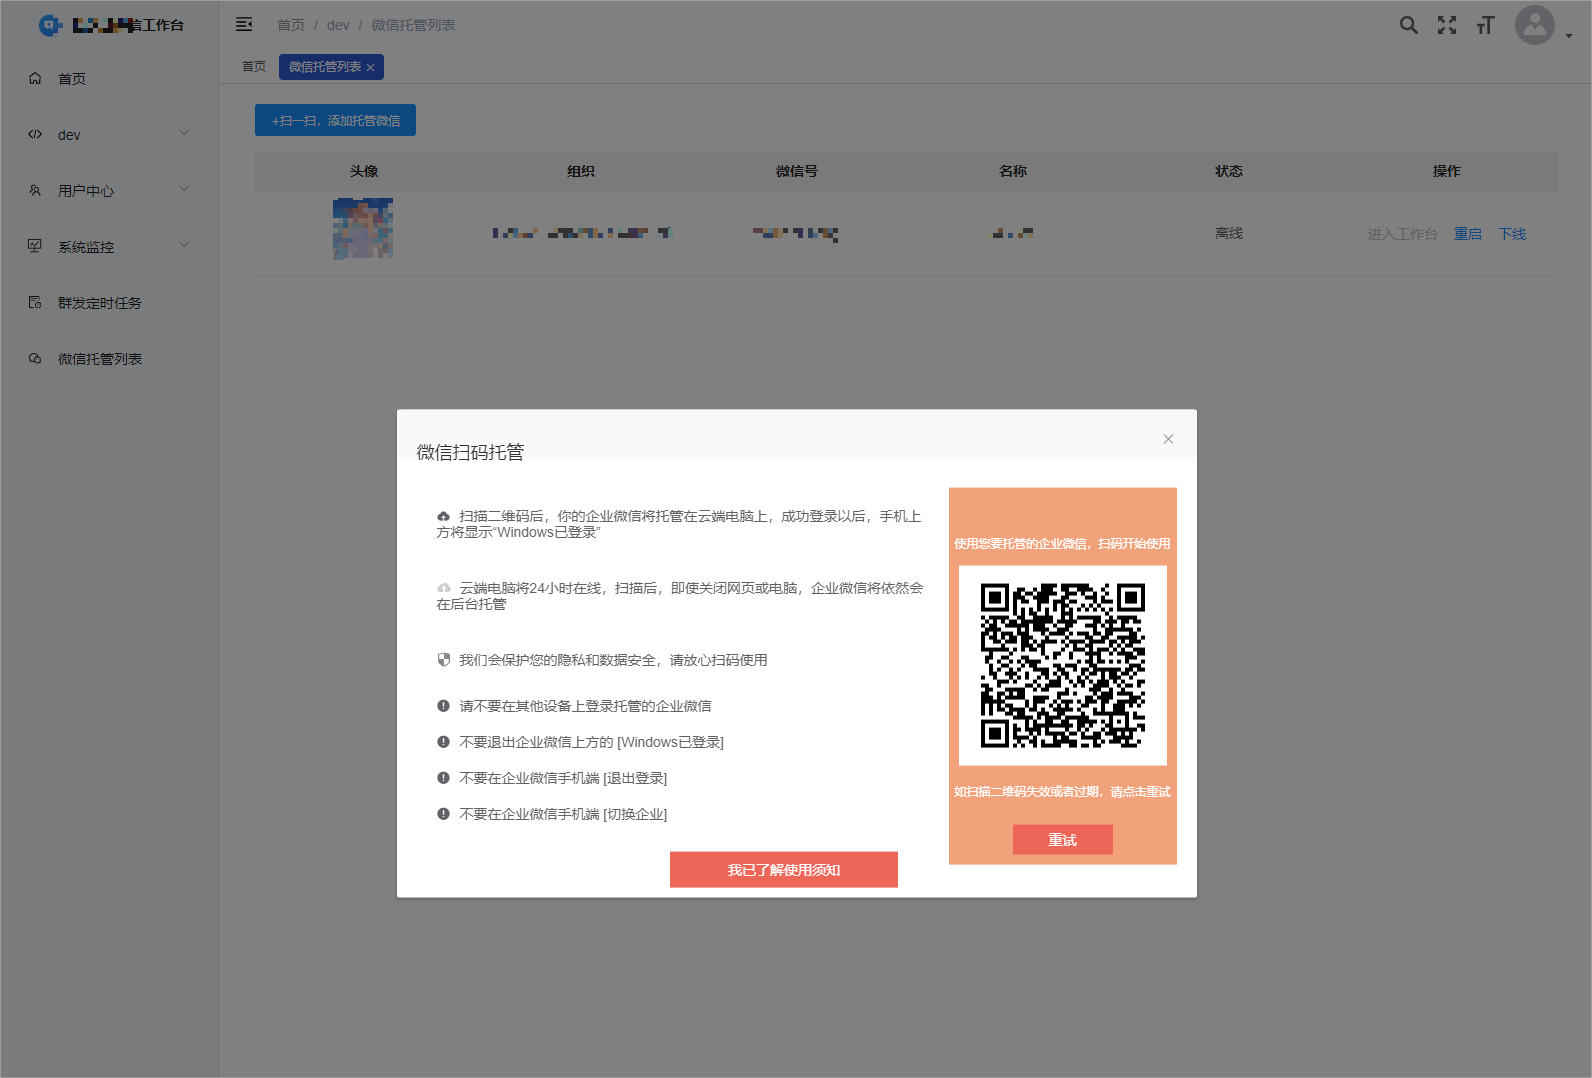 信工作台
首页 / dev / 微信托管列表
首页
微信托管列表 ×
首页
dev
用户中心
系统监控
群发定时任务
微信托管列表
+扫一扫，添加托管微信
头像 组织 微信号 名称 状态 操作
离线 进入工作台 重启 下线
微信扫码托管
扫描二维码后，你的企业微信将托管在云端电脑上，成功登录以后，手机上
方将显示“Windows已登录”
云端电脑将24小时在线，扫描后，即使关闭网页或电脑，企业微信将依然会
在后台托管
我们会保护您的隐私和数据安全，请放心扫码使用
请不要在其他设备上登录托管的企业微信
不要退出企业微信上方的 [Windows已登录]
不要在企业微信手机端 [退出登录]
不要在企业微信手机端 [切换企业]
我已了解使用须知
使用您要托管的企业微信，扫码开始使用
如扫描二维码失效或者过期，请点击重试
重试